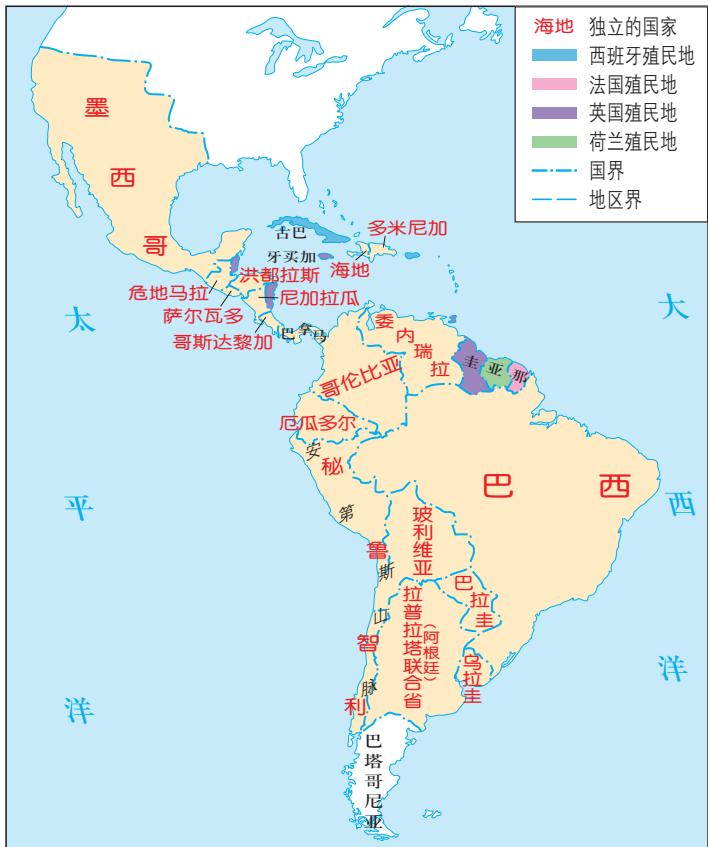 海地 独立的国家
西班牙殖民地
法国殖民地
英国殖民地
荷兰殖民地
国界
地区界
墨西哥
古巴
多米尼加
牙买加
海地
洪都拉斯
危地马拉
尼加拉瓜
萨尔瓦多
哥斯达黎加
巴拿马
太平洋
大西洋
委内瑞拉
圭亚那
哥伦比亚
厄瓜多尔
安第斯山脉
秘鲁
巴西
玻利维亚
巴拉圭
拉普拉塔联合省
（阿根廷）
智利
乌拉圭
巴塔哥尼亚